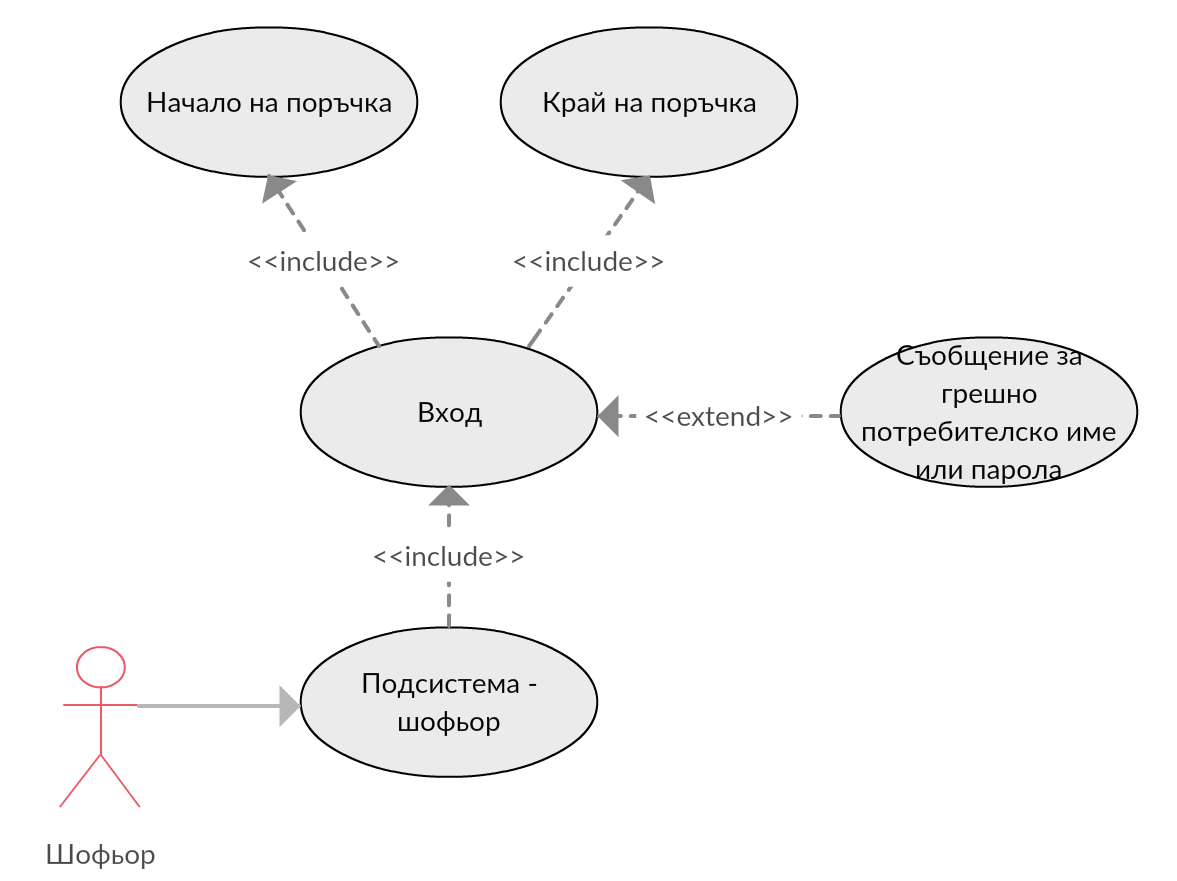 Начало на поръчка
Край на поръчка
<<include>>
<<include>>
Вход
<<extend>>
Съобщение за
грешно
потребителско име
или парола
<<include>>
Подсистема -
шофьор
Шофьор